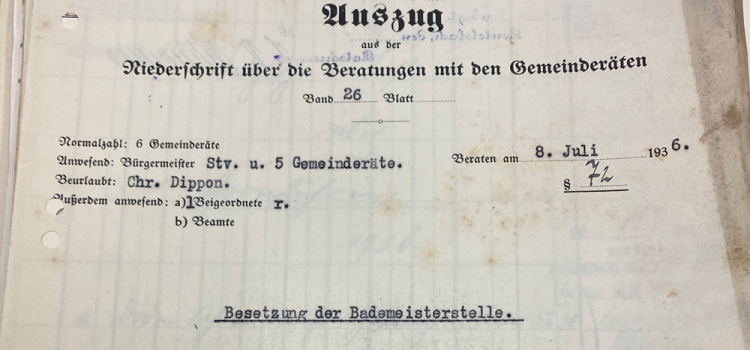 Auszug
aus der
Niederschrift über die Beratungen mit den Gemeinderäten
Band 26 Blatt
Normalzahl: 6 Gemeinderäte
Anwesend: Bürgermeister Stv. u. 5 Gemeinderäte.
Beurlaubt: Chr. Dippon.
Außerdem anwesend: a) 1 Beigeordnete r.
b) Beamte
Beraten am 8. Juli 1936.
§ 72
Besetzung der Bademeisterstelle.